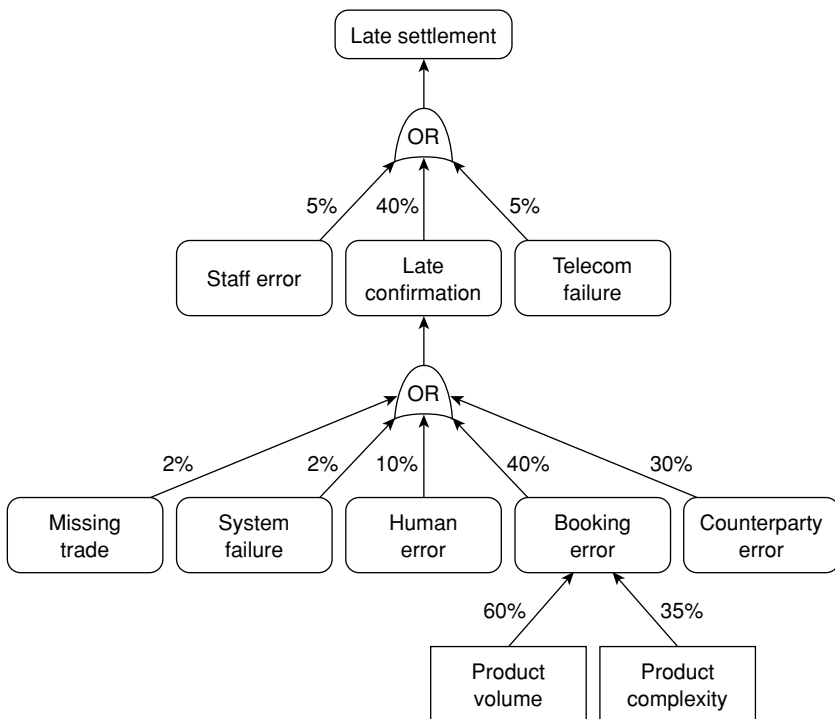 Late settlement
OR
5%
40%
5%
Staff error
Late
confirmation
Telecom
failure
OR
2%
2%
10%
40%
30%
Missing
trade
System
failure
Human
error
Booking
error
Counterparty
error
60%
35%
Product
volume
Product
complexity